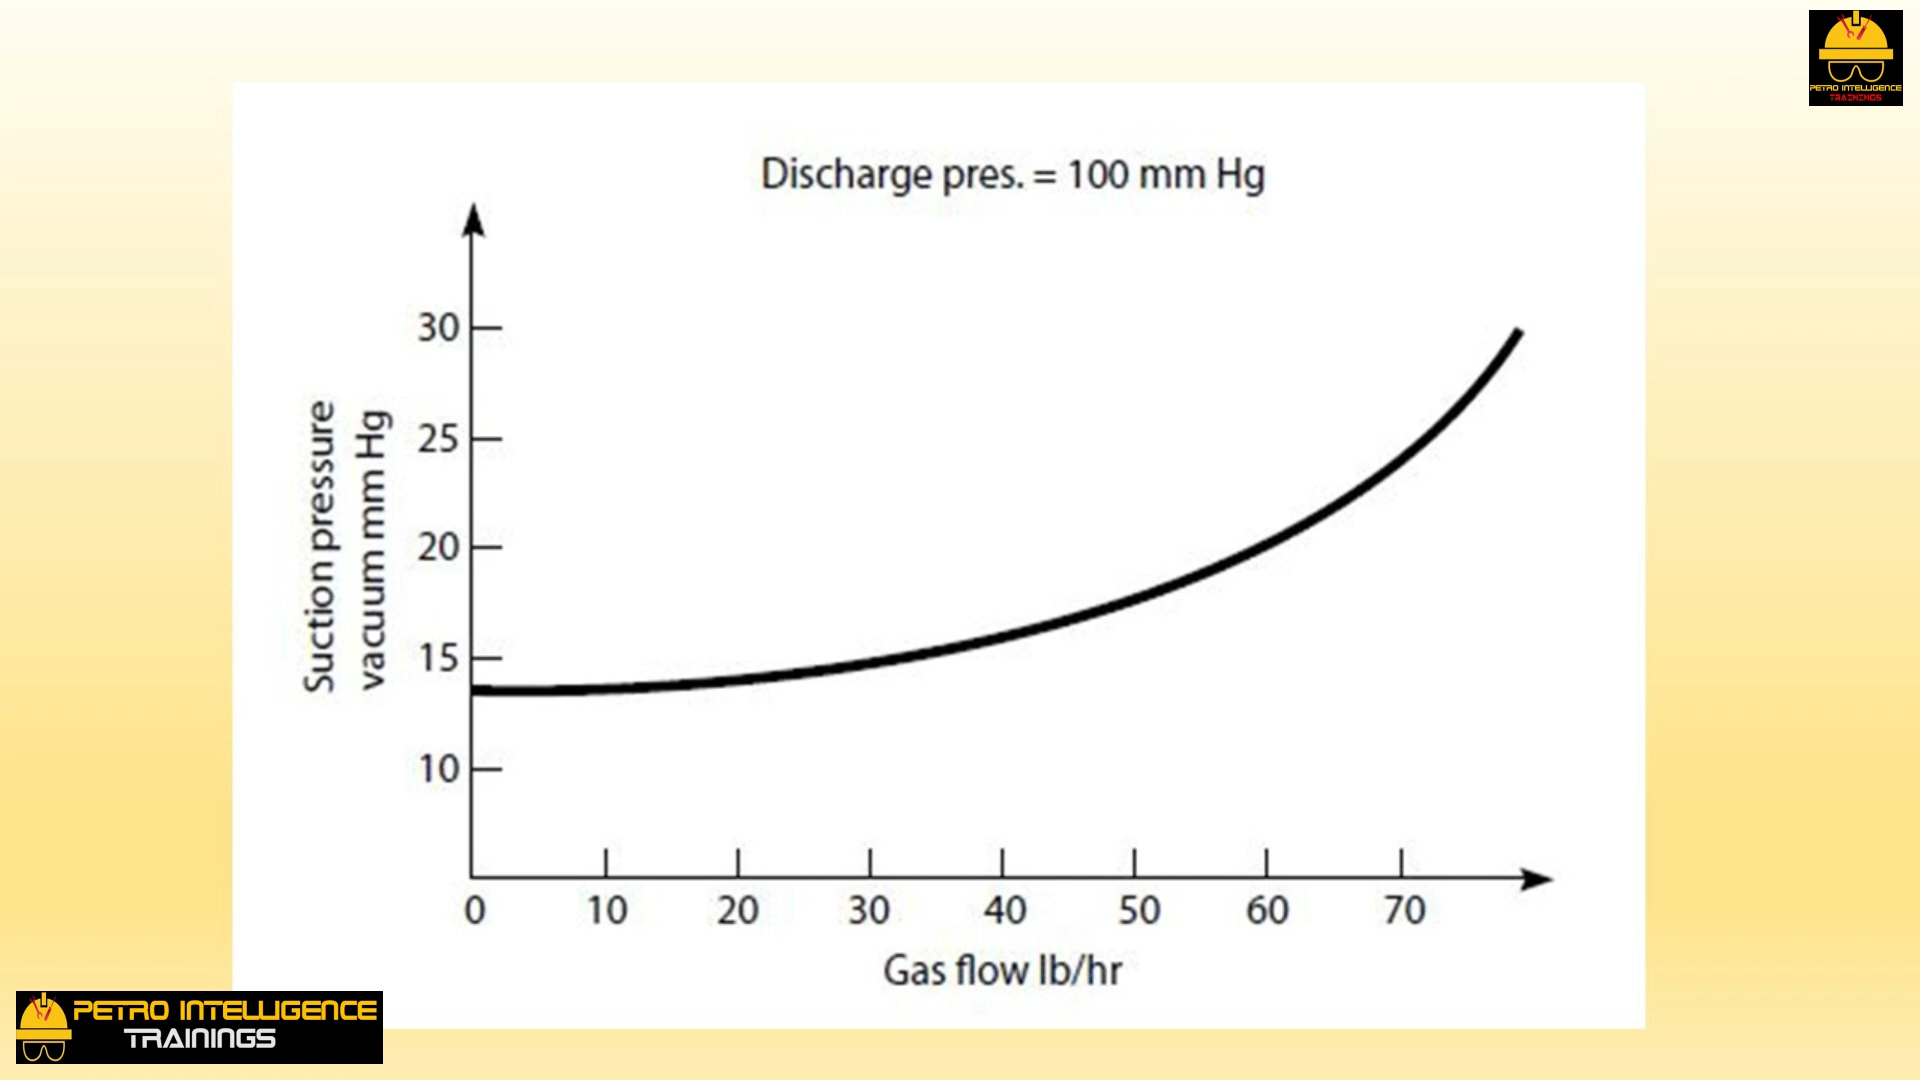 PETRO INTELLIGENCE
TRAININGS
Discharge pres. = 100 mm Hg
Suction pressure
vacuum mm Hg
30
25
20
15
10
0 10 20 30 40 50 60 70
Gas flow lb/hr
PETRO INTELLIGENCE
TRAININGS